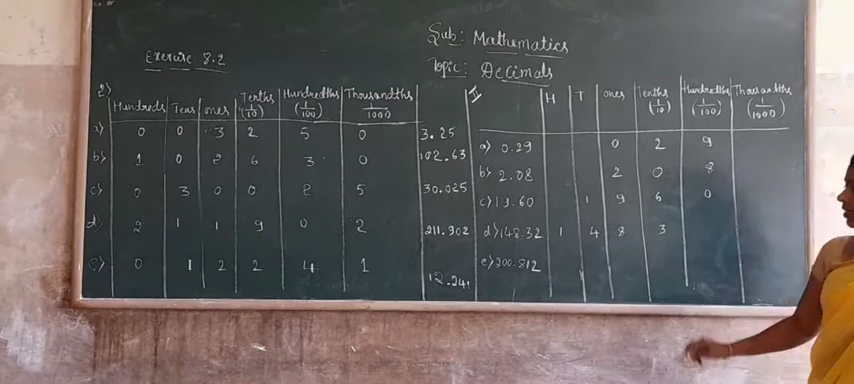 Sub: Mathematics
Exercise 8.2
Topic: Decimals
2)
Hundreds Tens ones Tenths (1/10) Hundredths (1/100) Thousandths (1/1000)
a) 0 0 3 2 5 0 3.25
b) 1 0 2 6 3 0 102.63
c) 0 3 0 0 2 5 30.025
d) 2 1 1 9 0 2 211.902
e) 0 1 2 2 4 1 12.241
II H T ones Tenths (1/10) Hundredths (1/100) Thousandths (1/1000)
a) 0.29 0 2 9
b) 2.08 2 0 8
c) 19.60 1 9 6 0
d) 148.32 1 4 8 3
e) 200.812